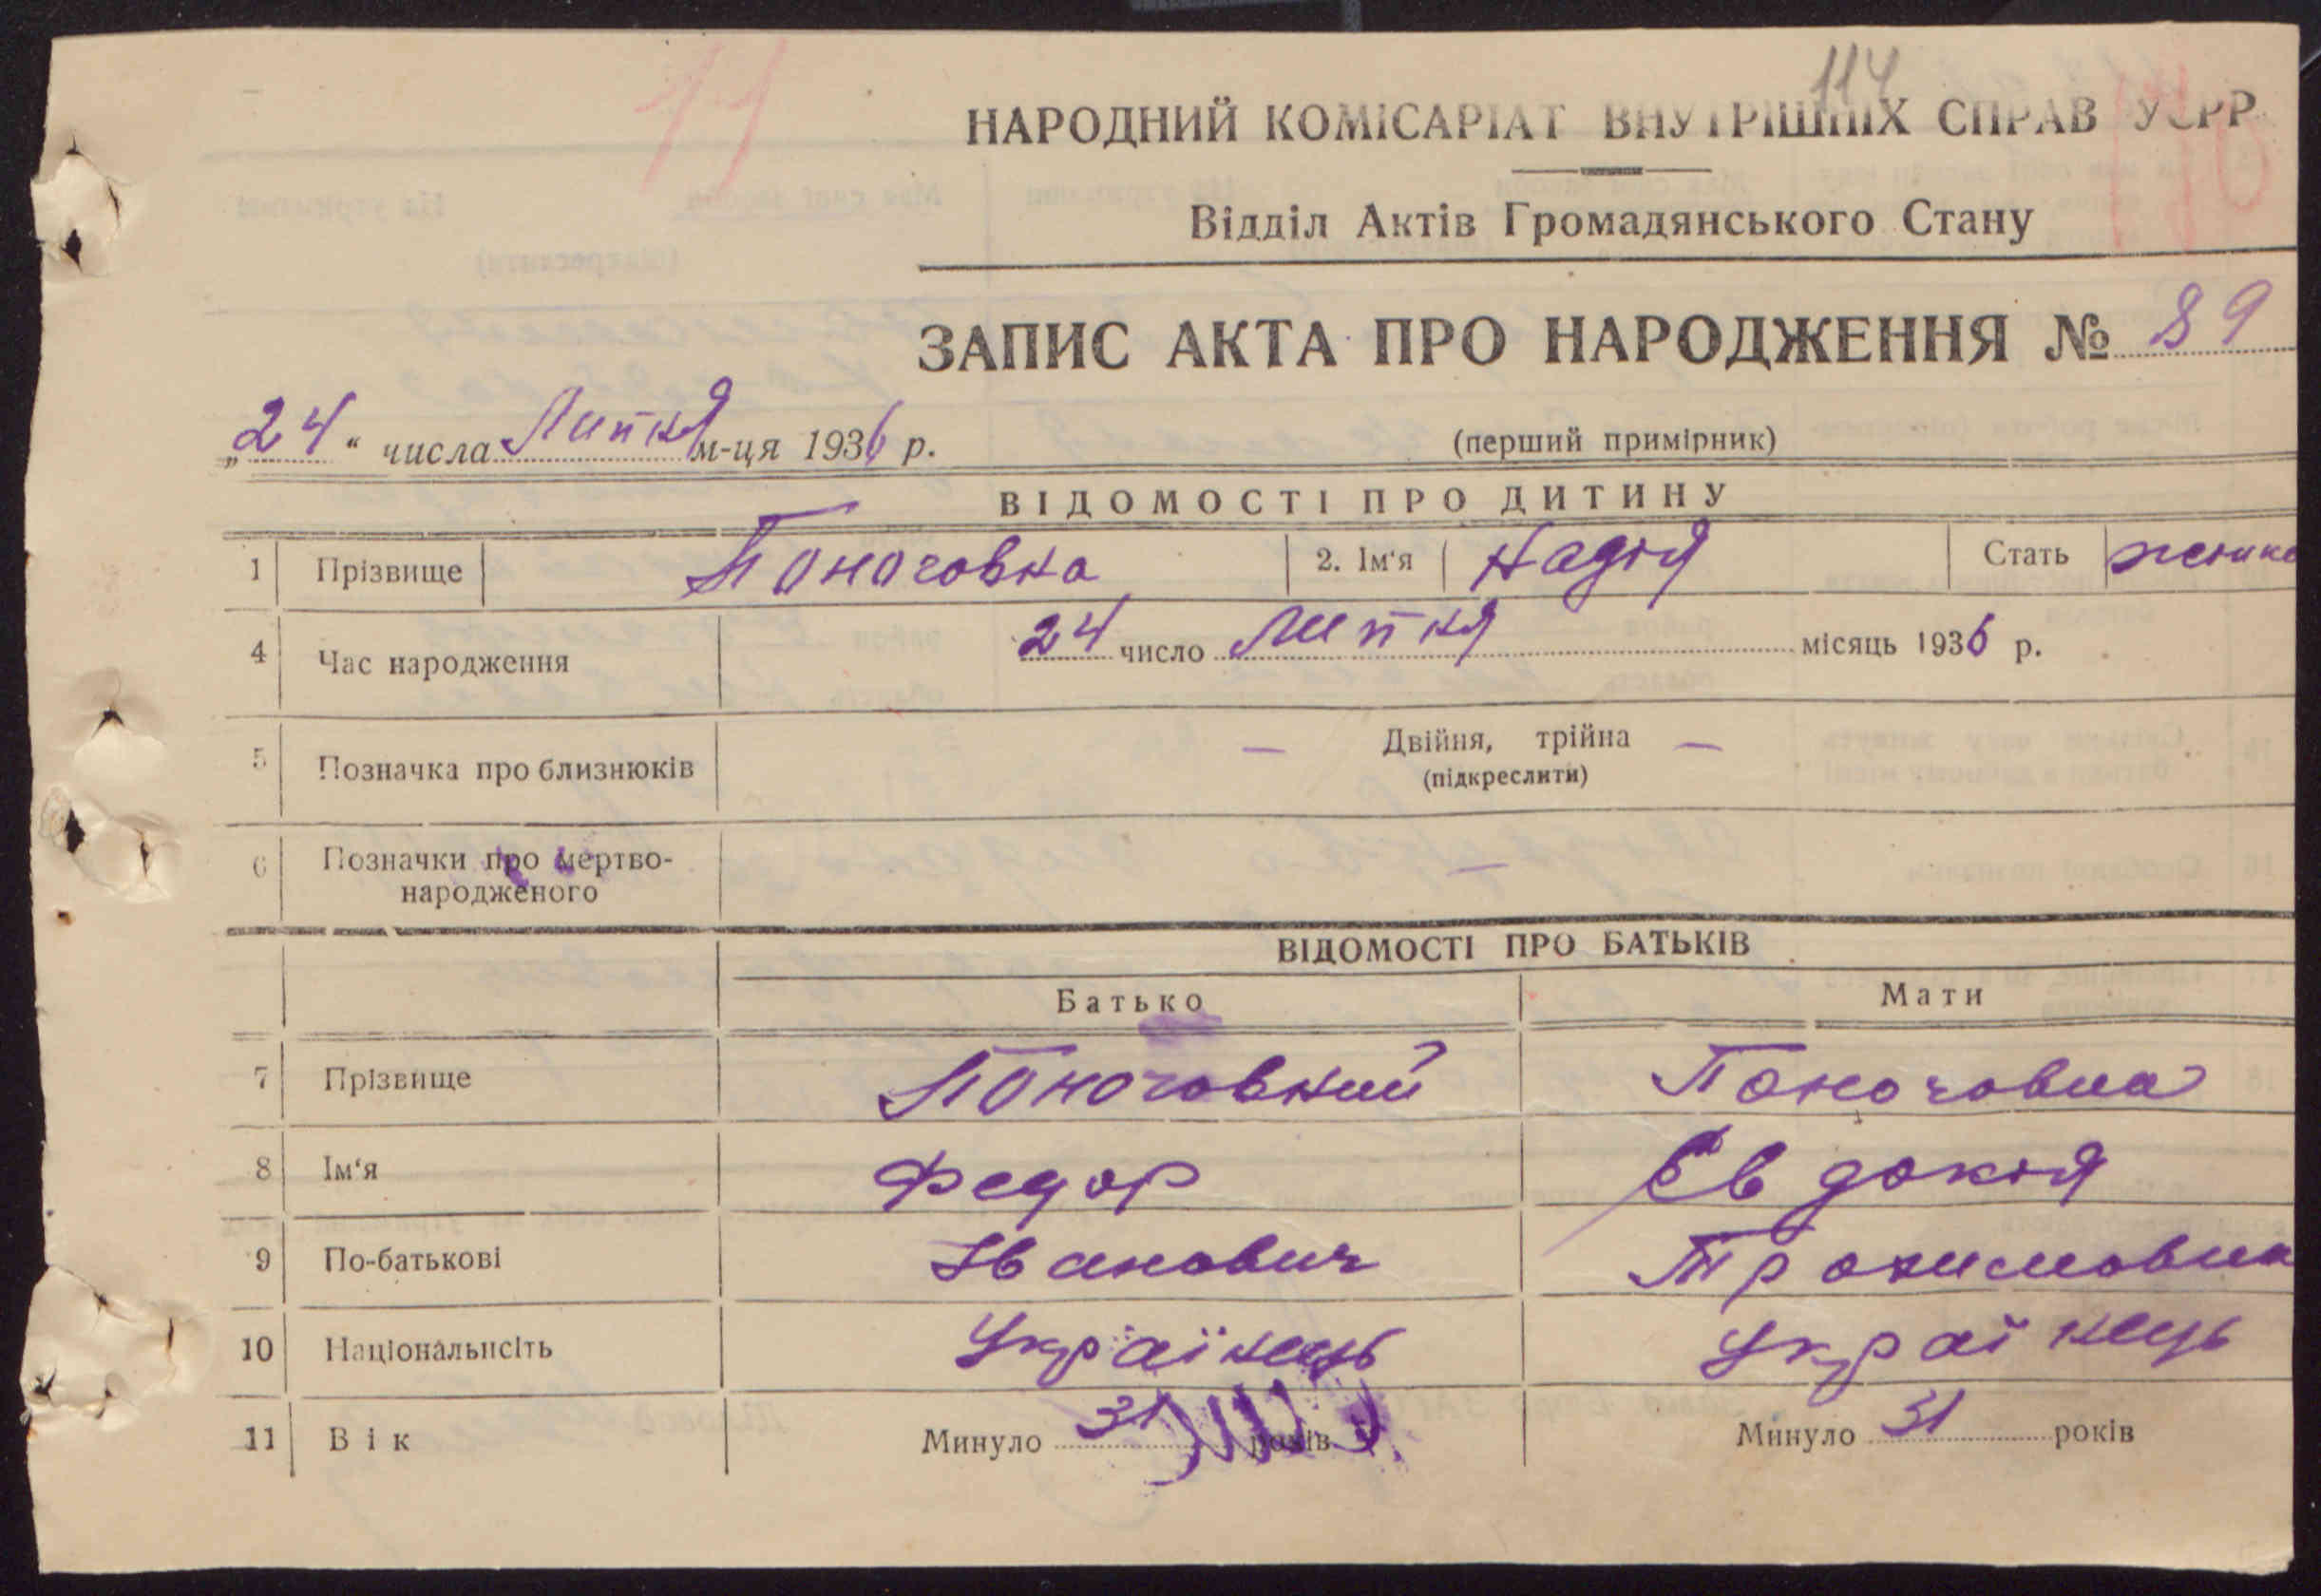 114
НАРОДНИЙ КОМІСАРІАТ ВНУТРІШНІХ СПРАВ УСРР
Відділ Актів Громадянського Стану
ЗАПИС АКТА ПРО НАРОДЖЕННЯ № 89
„24“ числа Липня м-ця 1936 р.
(перший примірник)
ВІДОМОСТІ ПРО ДИТИНУ
1 Прізвище Поночовна 2. Ім'я Надія Стать
4 Час народження 24 число Липня місяць 1936 р.
5 Позначка про близнюків — Двійня, трійна —
(підкреслити)
6 Позначки про мертво-
народженого —
ВІДОМОСТІ ПРО БАТЬКІВ
Батько Мати
7 Прізвище Поночовний Поночовна
8 Ім'я Федор Євдокія
9 По-батькові Іванович Трохимовна
10 Національнсіть Українець Українець
11 Вік Минуло 31 років Минуло 31 років